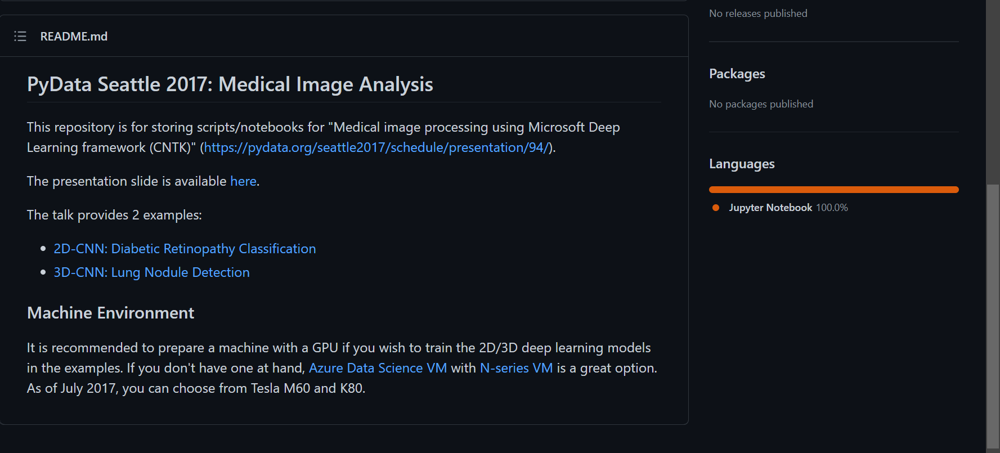 README.md
PyData Seattle 2017: Medical Image Analysis
This repository is for storing scripts/notebooks for "Medical image processing using Microsoft Deep
Learning framework (CNTK)" (https://pydata.org/seattle2017/schedule/presentation/94/).
The presentation slide is available here.
The talk provides 2 examples:
2D-CNN: Diabetic Retinopathy Classification
3D-CNN: Lung Nodule Detection
Machine Environment
It is recommended to prepare a machine with a GPU if you wish to train the 2D/3D deep learning models
in the examples. If you don't have one at hand, Azure Data Science VM with N-series VM is a great option.
As of July 2017, you can choose from Tesla M60 and K80.
No releases published
Packages
No packages published
Languages
Jupyter Notebook 100.0%